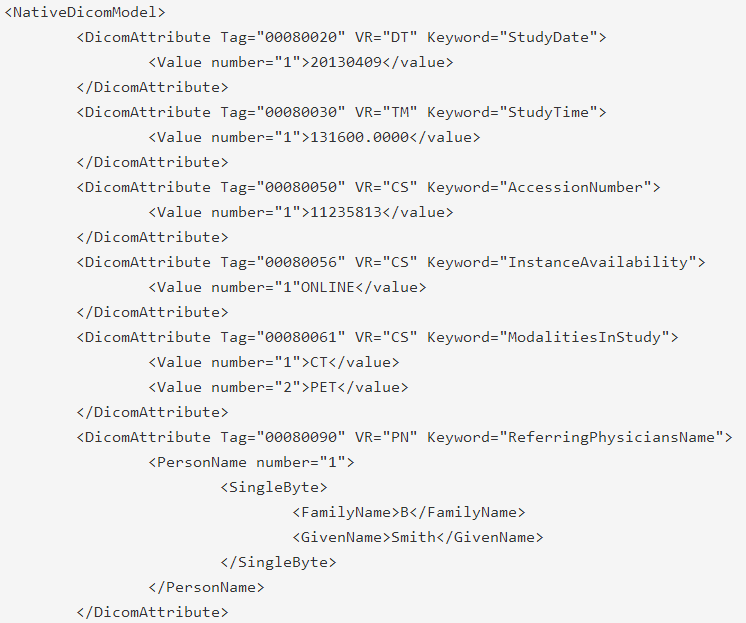 <NativeDicomModel>
<DicomAttribute Tag="00080020" VR="DT" Keyword="StudyDate">
<Value number="1">20130409</value>
</DicomAttribute>
<DicomAttribute Tag="00080030" VR="TM" Keyword="StudyTime">
<Value number="1">131600.0000</value>
</DicomAttribute>
<DicomAttribute Tag="00080050" VR="CS" Keyword="AccessionNumber">
<Value number="1">11235813</value>
</DicomAttribute>
<DicomAttribute Tag="00080056" VR="CS" Keyword="InstanceAvailability">
<Value number="1"ONLINE</value>
</DicomAttribute>
<DicomAttribute Tag="00080061" VR="CS" Keyword="ModalitiesInStudy">
<Value number="1">CT</value>
<Value number="2">PET</value>
</DicomAttribute>
<DicomAttribute Tag="00080090" VR="PN" Keyword="ReferringPhysiciansName">
<PersonName number="1">
<SingleByte>
<FamilyName>B</FamilyName>
<GivenName>Smith</GivenName>
</SingleByte>
</PersonName>
</DicomAttribute>